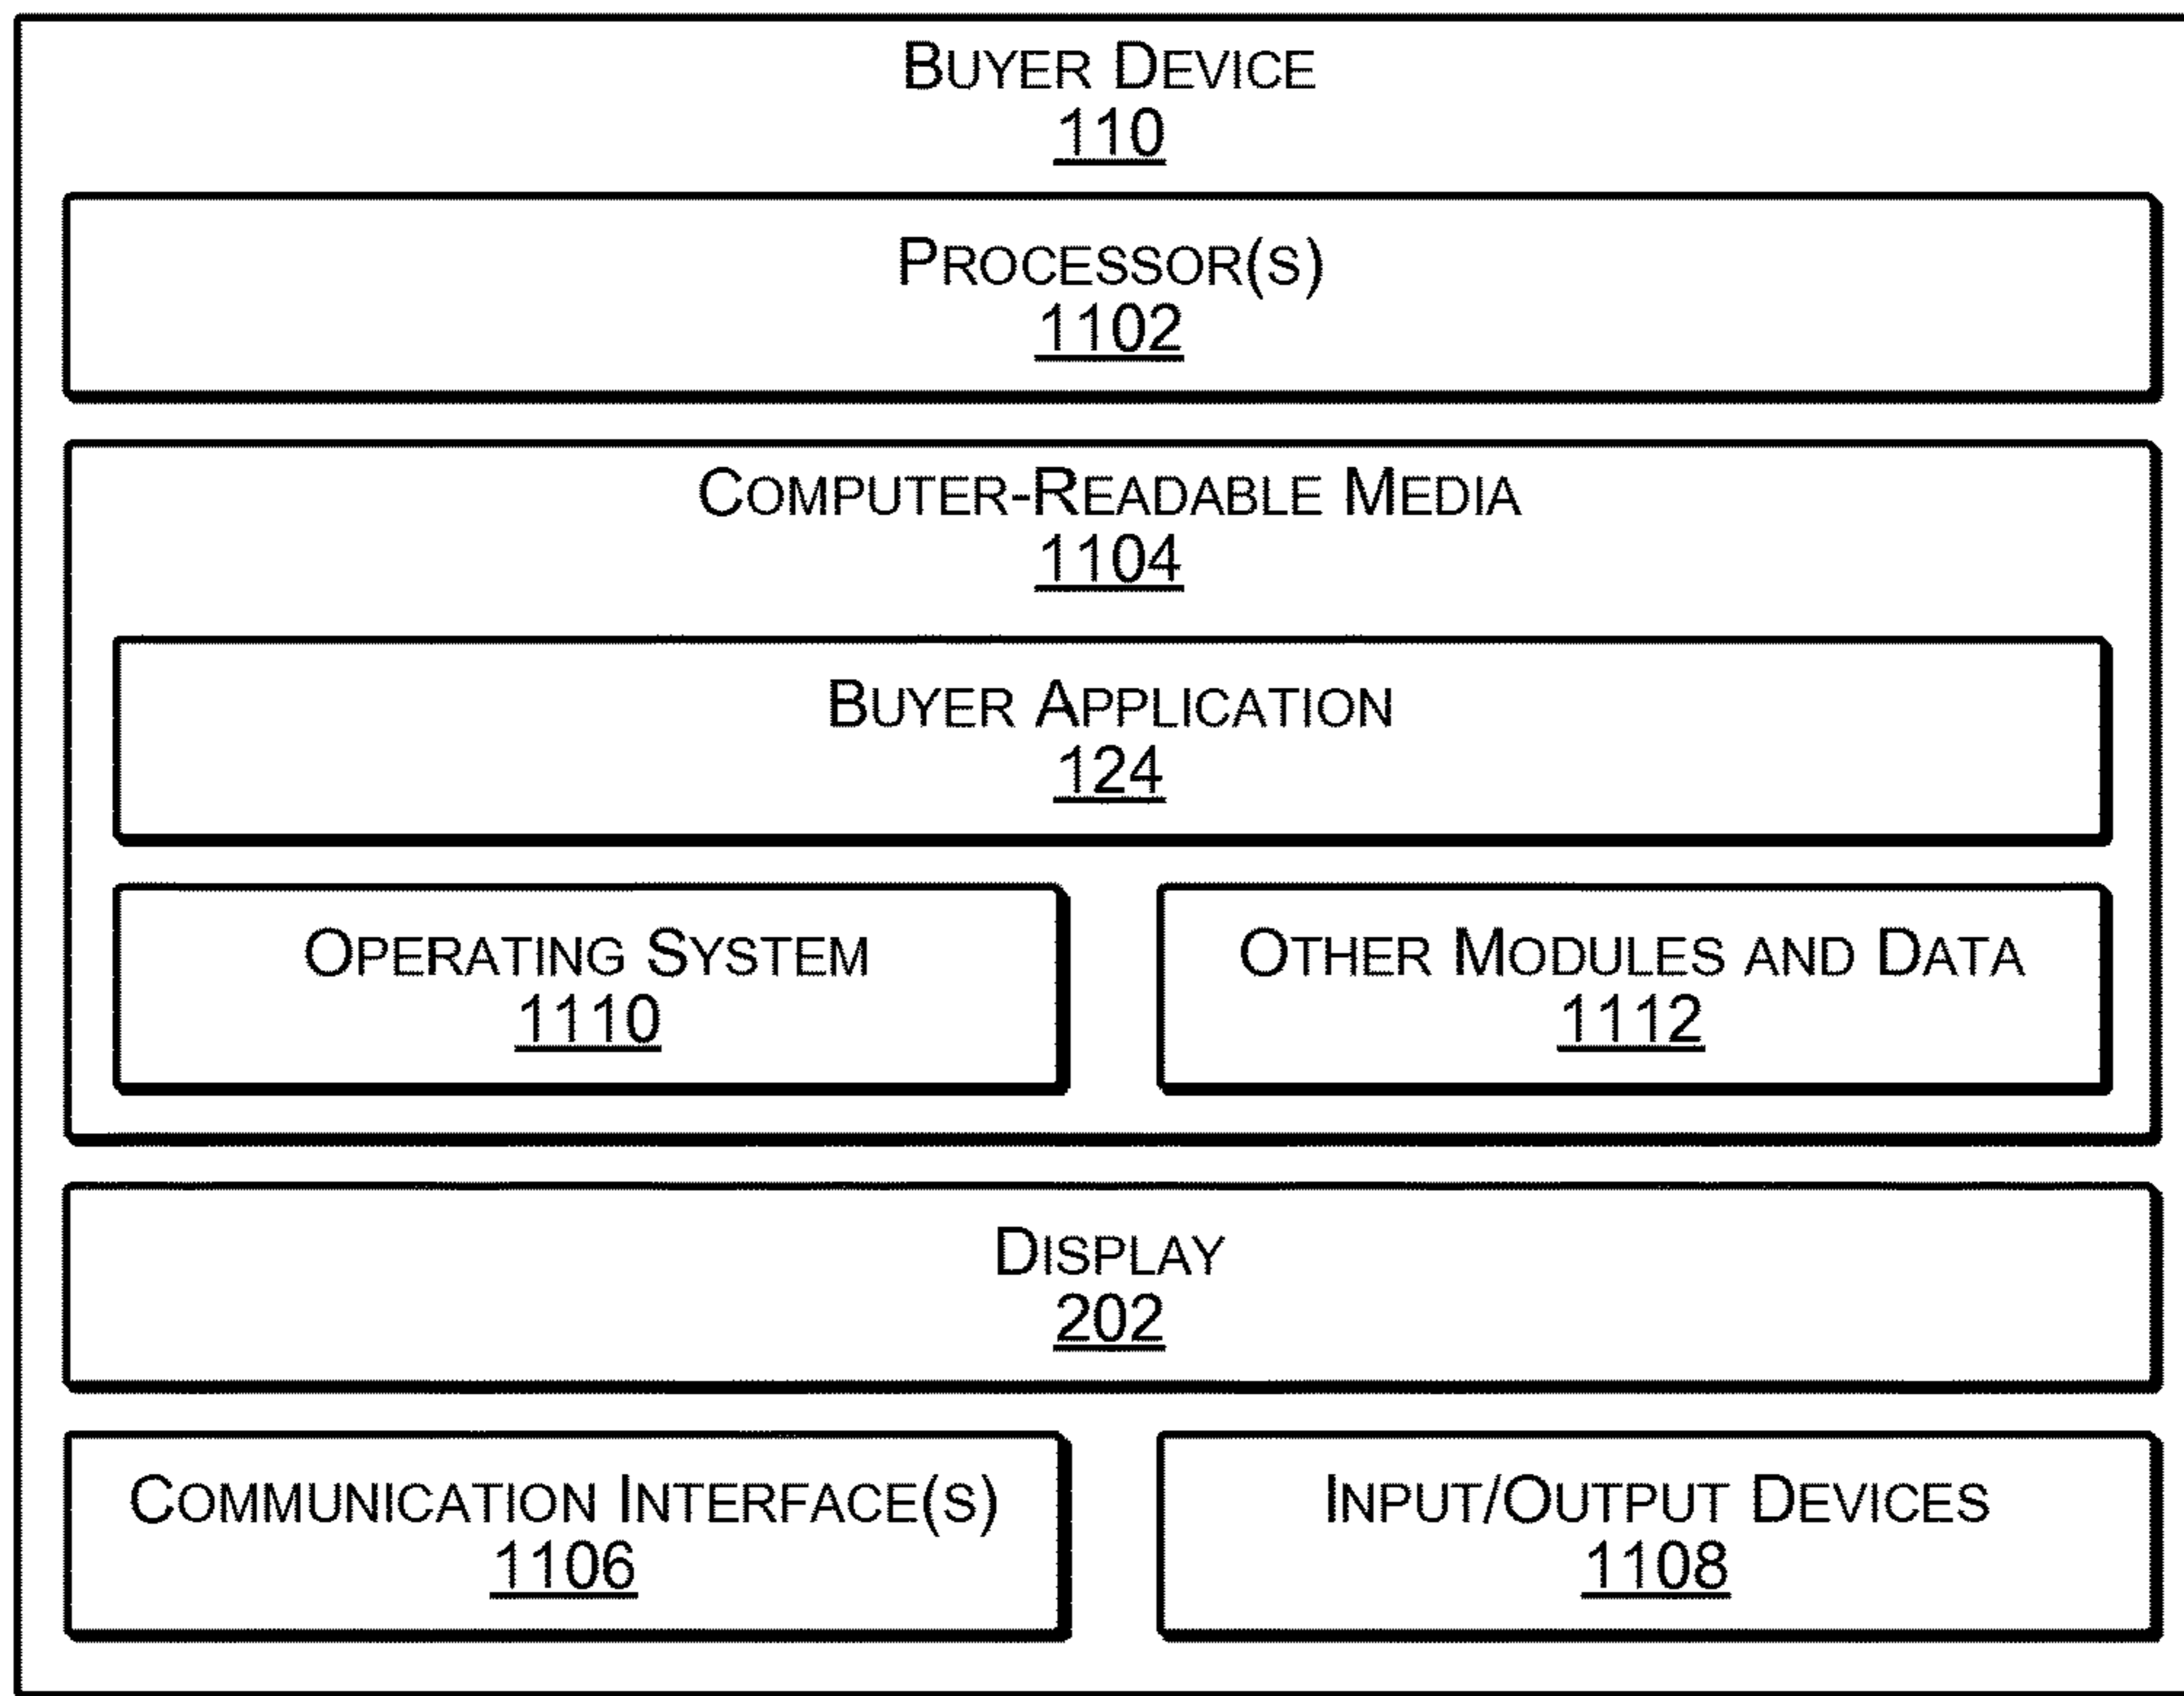 BUYER DEVICE
110
PROCESSOR(S)
1102
COMPUTER-READABLE MEDIA
1104
BUYER APPLICATION
124
OPERATING SYSTEM
1110
OTHER MODULES AND DATA
1112
DISPLAY
202
COMMUNICATION INTERFACE(S)
1106
INPUT/OUTPUT DEVICES
1108